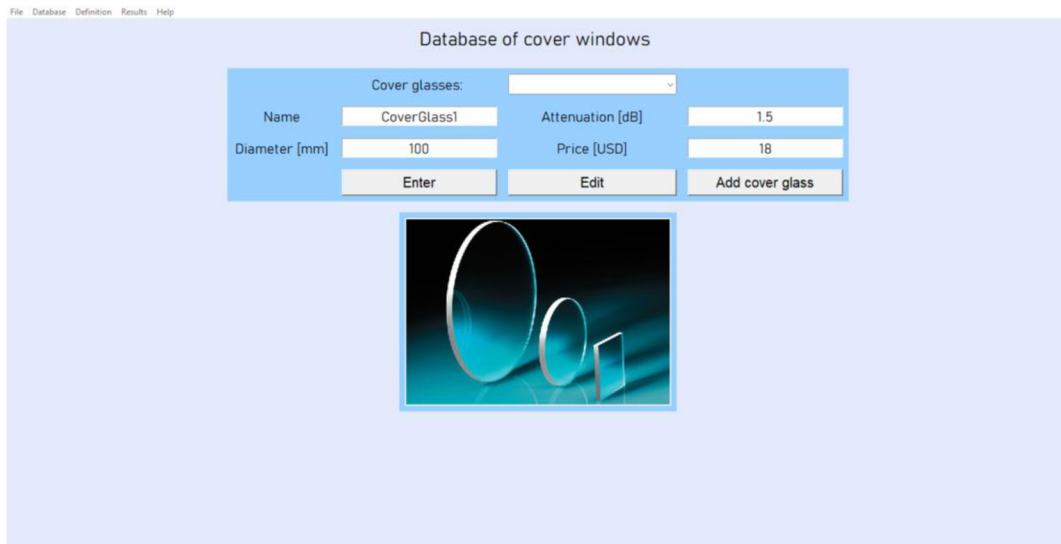 File Database Definition Results Help
Database of cover windows
Cover glasses:
Name CoverGlass1 Attenuation [dB] 1.5
Diameter [mm] 100 Price [USD] 18
Enter Edit Add cover glass